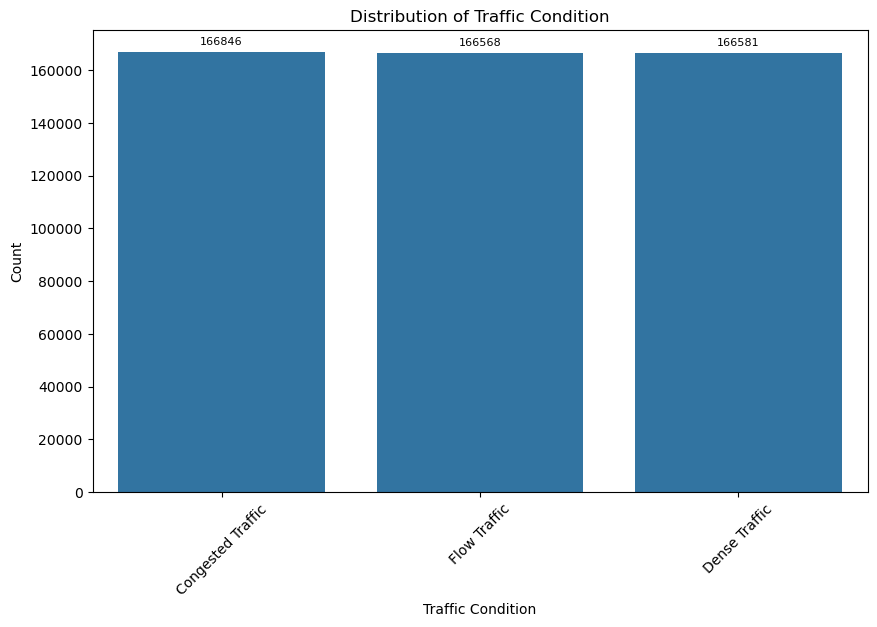 Distribution of Traffic Condition
166846
166568
166581
160000
140000
120000
100000
80000
60000
40000
20000
0
Count
Congested Traffic
Flow Traffic
Dense Traffic
Traffic Condition